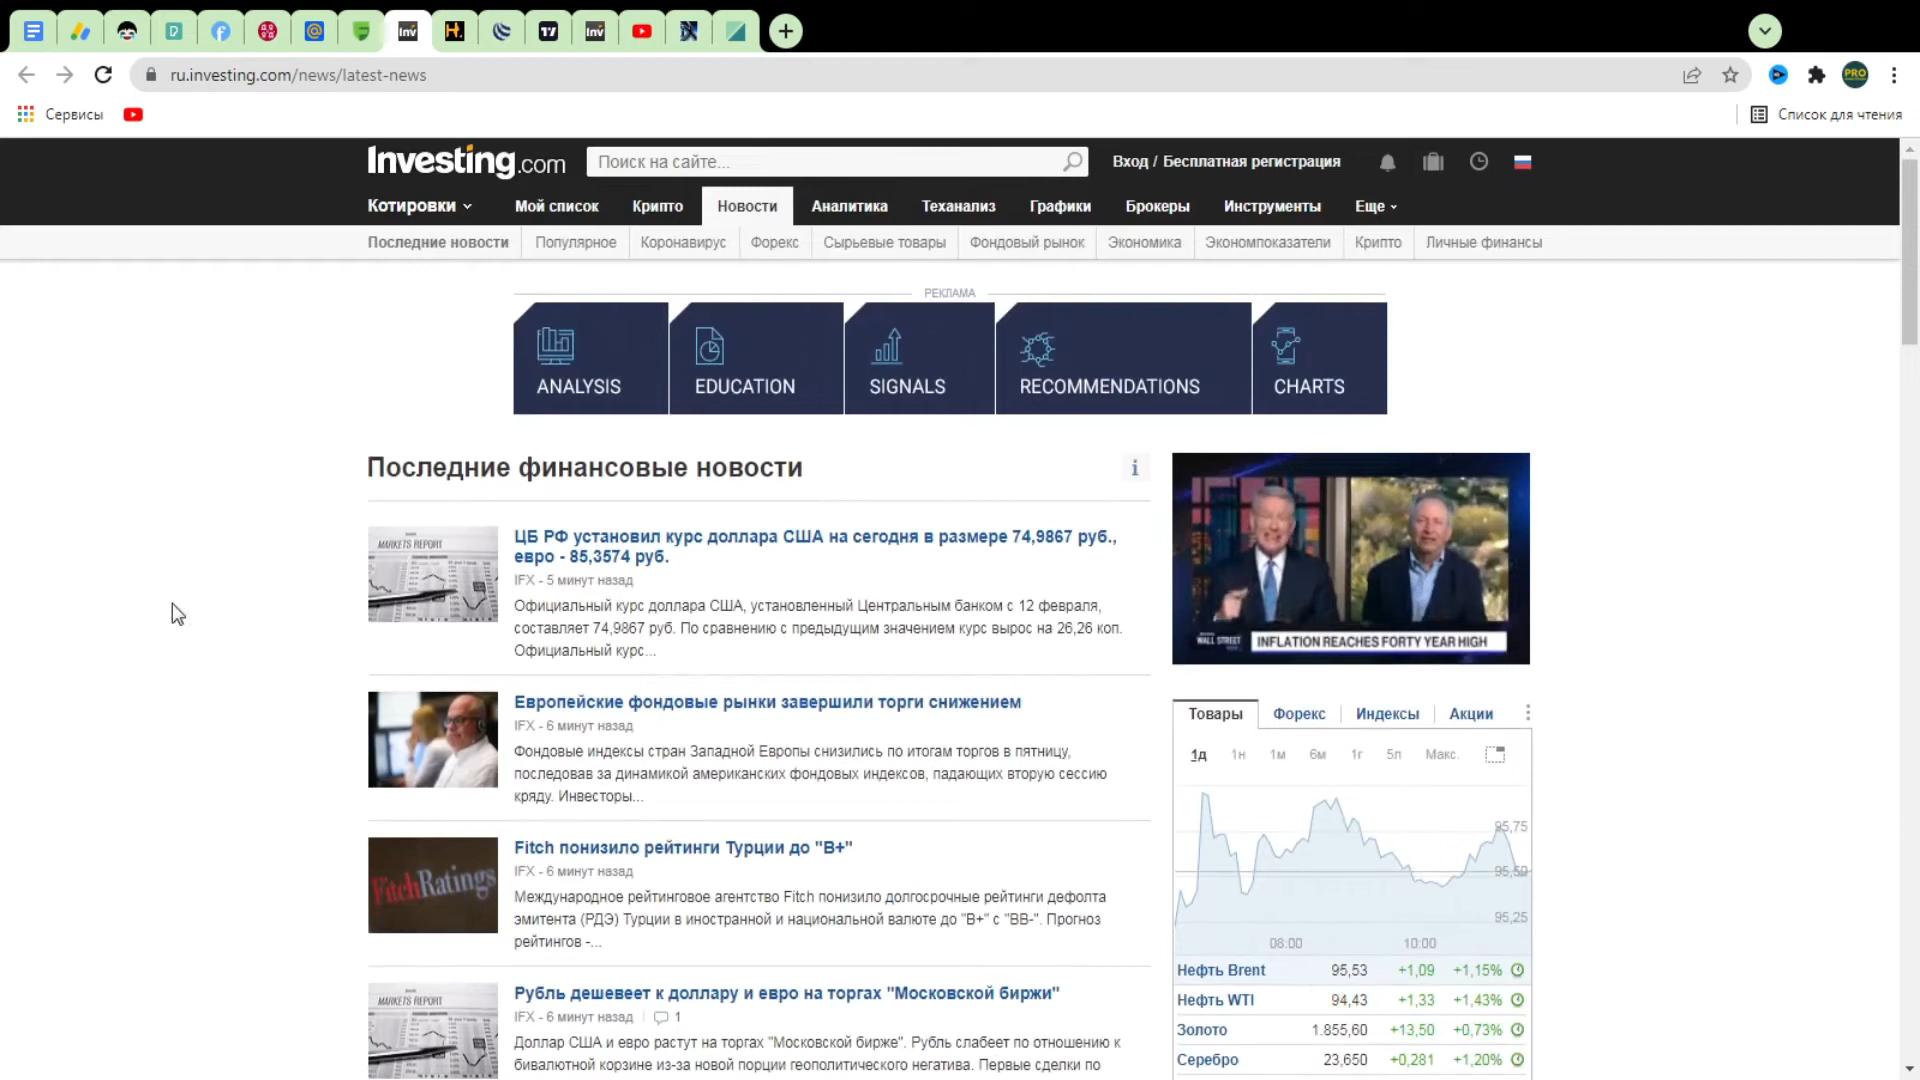 ru.investing.com/news/latest-news
Сервисы
Список для чтения
Investing.com
Поиск на сайте...
Вход / Бесплатная регистрация
Котировки
Мой список
Крипто
Новости
Аналитика
Теханализ
Графики
Брокеры
Инструменты
Еще
Последние новости
Популярное
Коронавирус
Форекс
Сырьевые товары
Фондовый рынок
Экономика
Экономпоказатели
Крипто
Личные финансы
РЕКЛАМА
ANALYSIS
EDUCATION
SIGNALS
RECOMMENDATIONS
CHARTS
Последние финансовые новости
MARKETS REPORT
ЦБ РФ установил курс доллара США на сегодня в размере 74,9867 руб.,
евро - 85,3574 руб.
IFX - 5 минут назад
Официальный курс доллара США, установленный Центральным банком с 12 февраля,
составляет 74,9867 руб. По сравнению с предыдущим значением курс вырос на 26,26 коп.
Официальный курс...
Европейские фондовые рынки завершили торги снижением
IFX - 6 минут назад
Фондовые индексы стран Западной Европы снизились по итогам торгов в пятницу,
последовав за динамикой американских фондовых индексов, падающих вторую сессию
кряду. Инвесторы...
FitchRatings
Fitch понизило рейтинги Турции до "B+"
IFX - 6 минут назад
Международное рейтинговое агентство Fitch понизило долгосрочные рейтинги дефолта
эмитента (РДЭ) Турции в иностранной и национальной валюте до "B+" с "BB-". Прогноз
рейтингов -...
MARKETS REPORT
Рубль дешевеет к доллару и евро на торгах "Московской биржи"
IFX - 6 минут назад
1
Доллар США и евро растут на торгах "Московской бирже". Рубль слабеет по отношению к
бивалютной корзине из-за новой порции геополитического негатива. Первые сделки по
WALL STREET
INFLATION REACHES FORTY YEAR HIGH
Товары
Форекс
Индексы
Акции
1д
1н
1м
6м
1г
5л
Макс.
95,75
95,50
95,25
08:00
10:00
Нефть Brent 95,53 +1,09 +1,15%
Нефть WTI 94,43 +1,33 +1,43%
Золото 1.855,60 +13,50 +0,73%
Серебро 23,650 +0,281 +1,20%